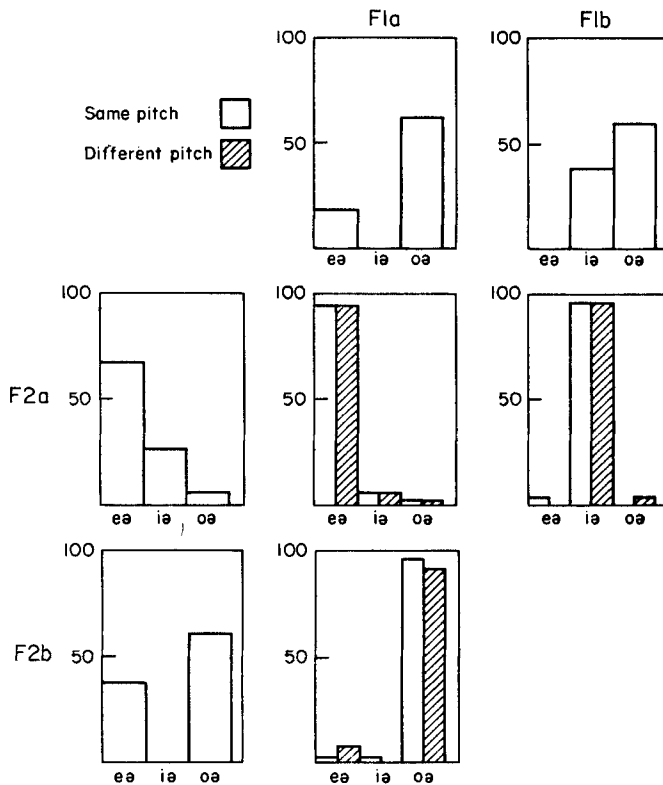 F1a F1b
100 100
Same pitch
Different pitch
50 50
eə iə oə eə iə oə
100 100 100
F2a 50 50 50
eə iə oə eə iə oə eə iə oə
100 100
F2b 50 50
eə iə oə eə iə oə